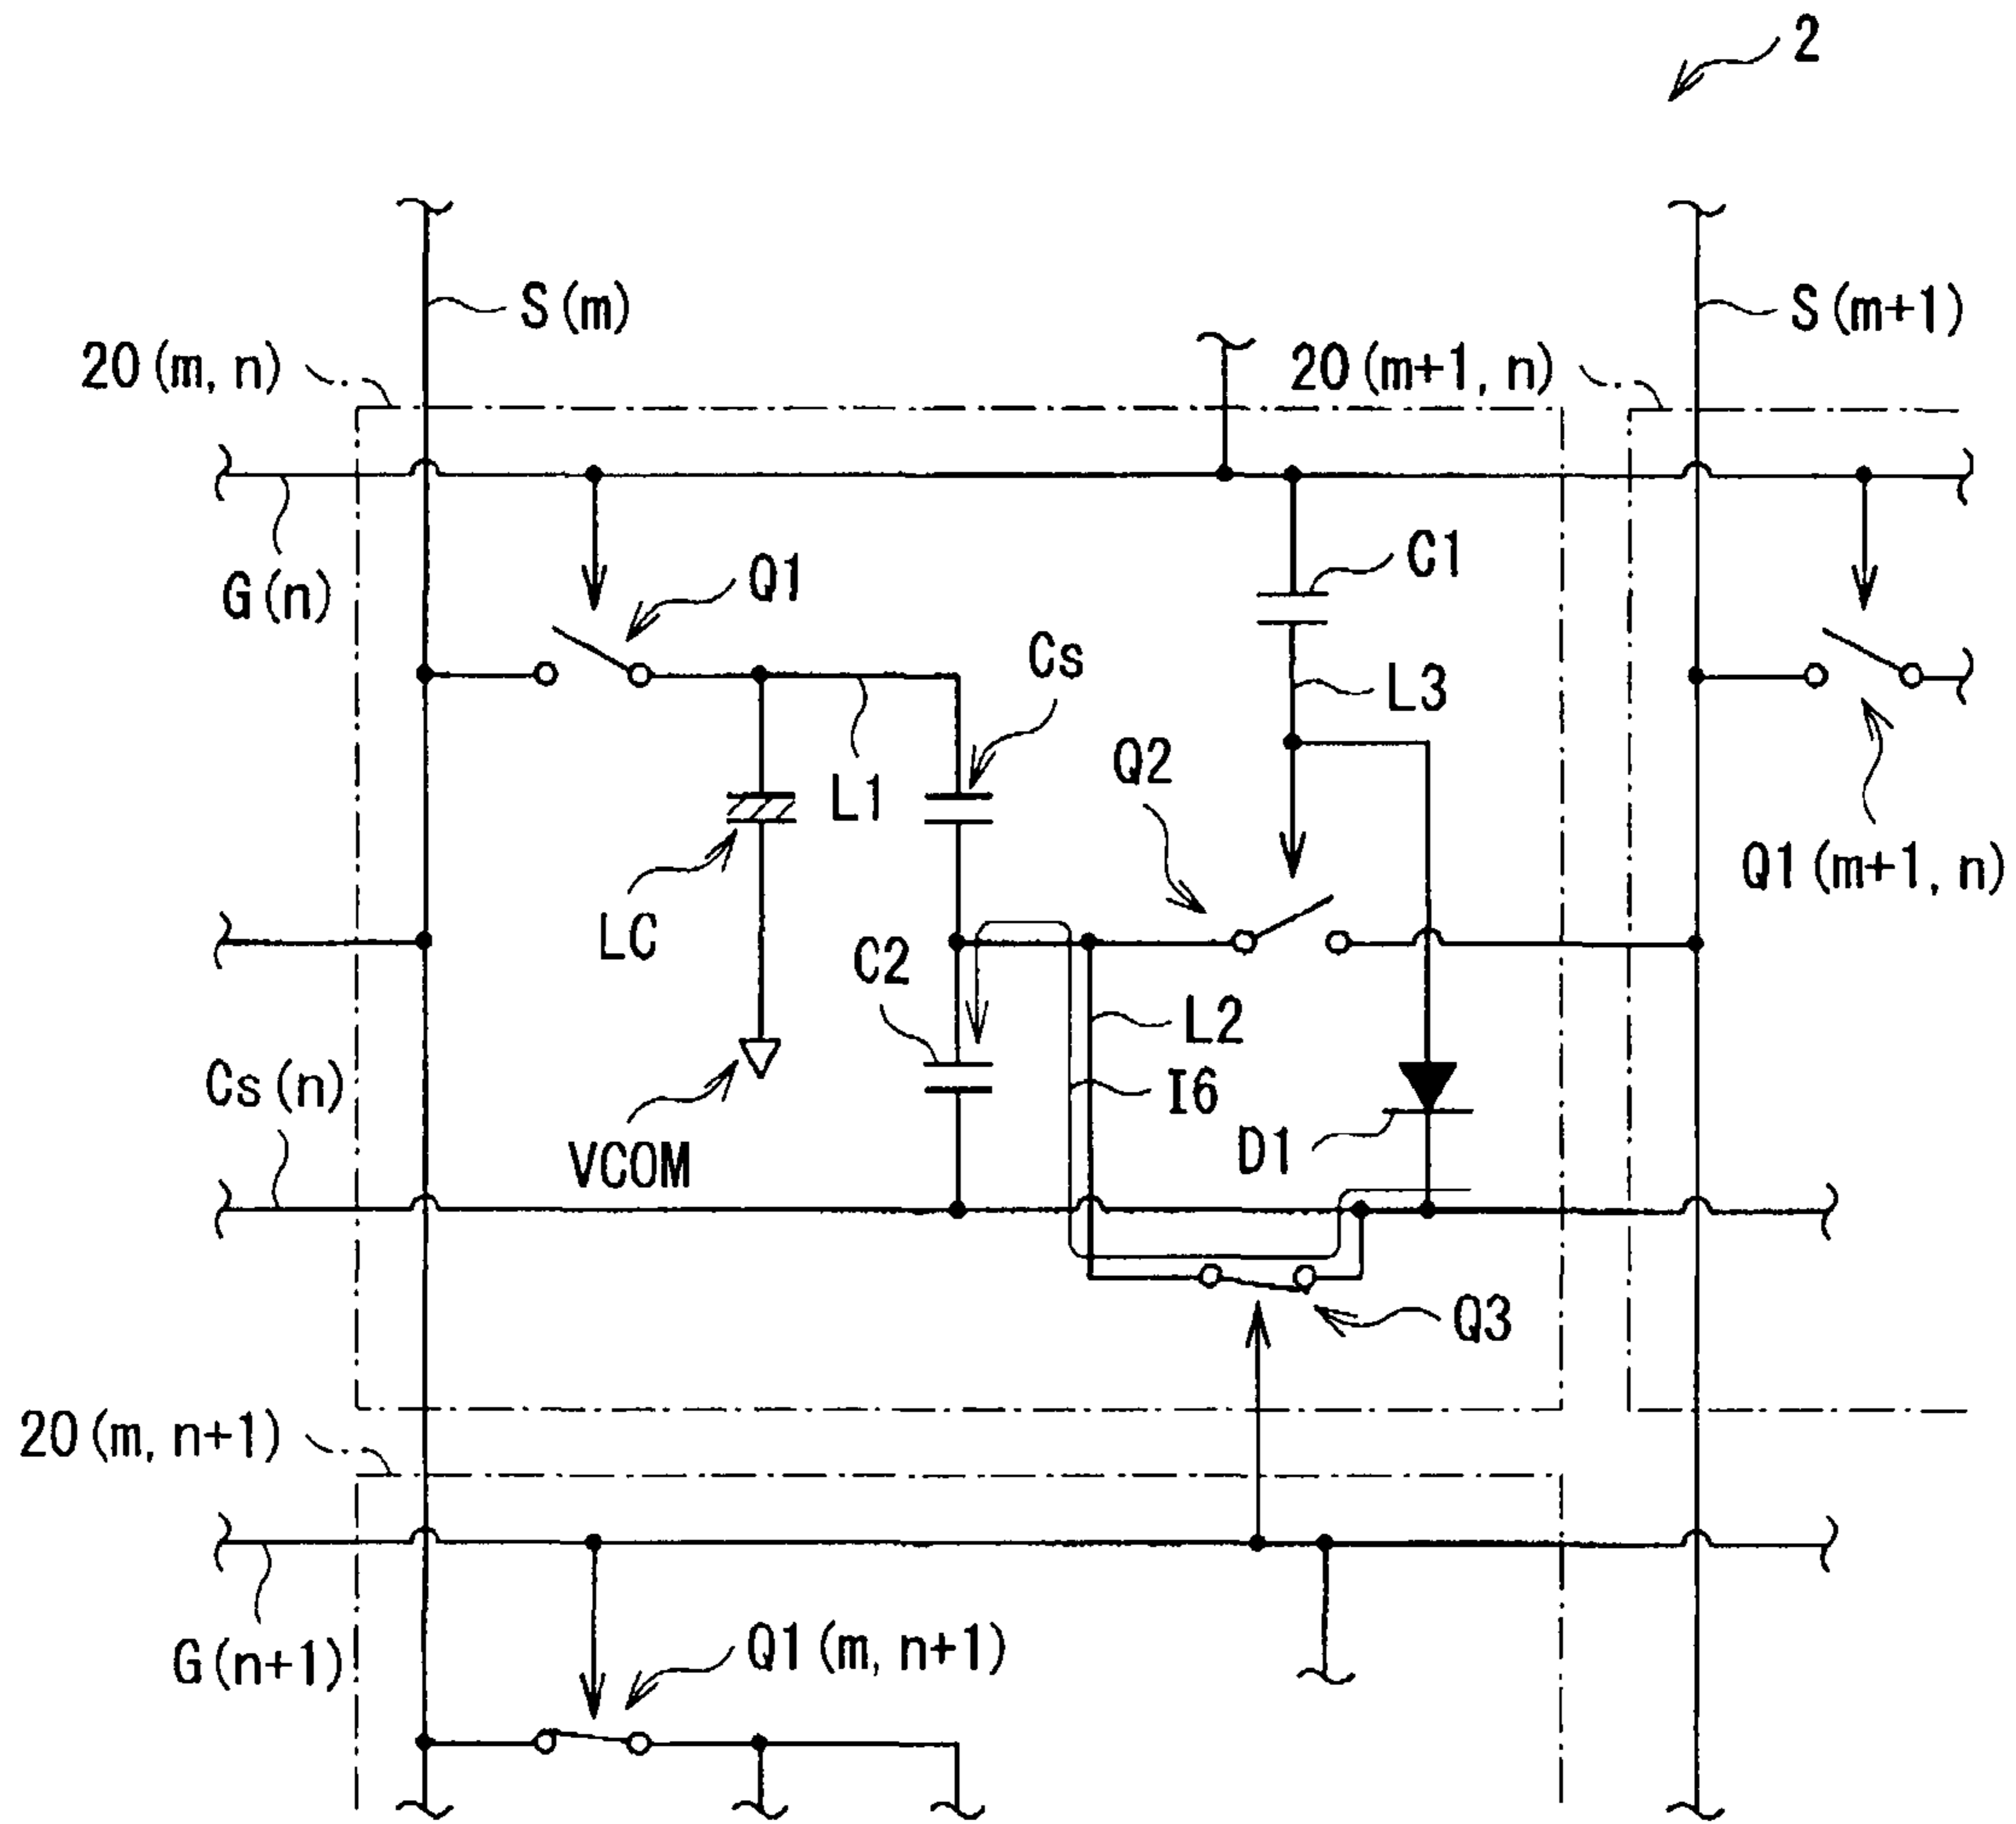 2
S(m)
S(m+1)
20(m, n)
20(m+1, n)
G(n)
Q1
C1
Cs
L3
Q2
L1
Q1(m+1, n)
LC
C2
L2
Cs(n)
I6
VCOM
D1
Q3
20(m, n+1)
G(n+1)
Q1(m, n+1)